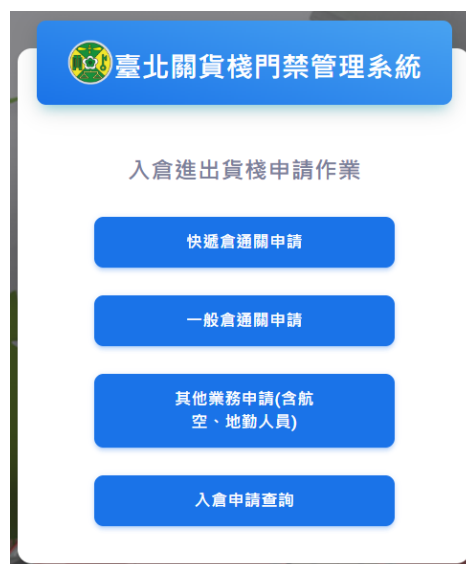 臺北關貨棧門禁管理系統
入倉進出貨棧申請作業
快遞倉通關申請
一般倉通關申請
其他業務申請(含航
空、地勤人員)
入倉申請查詢